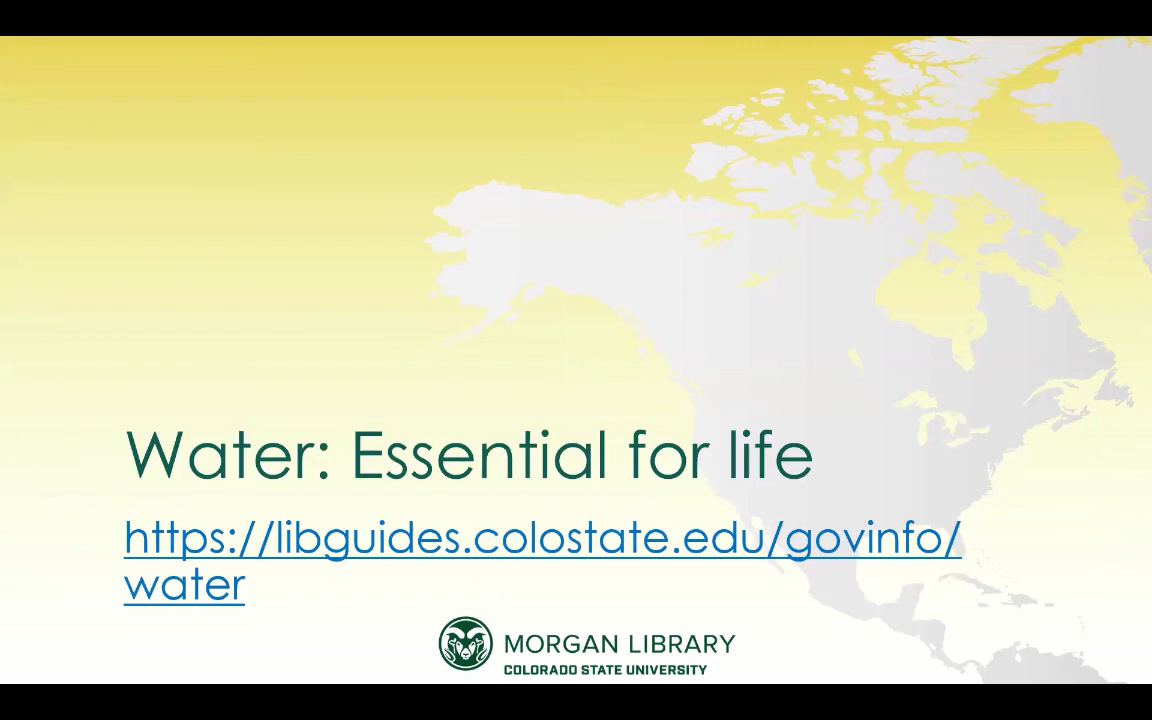 Water: Essential for life
https://libguides.colostate.edu/govinfo/
water
MORGAN LIBRARY
COLORADO STATE UNIVERSITY